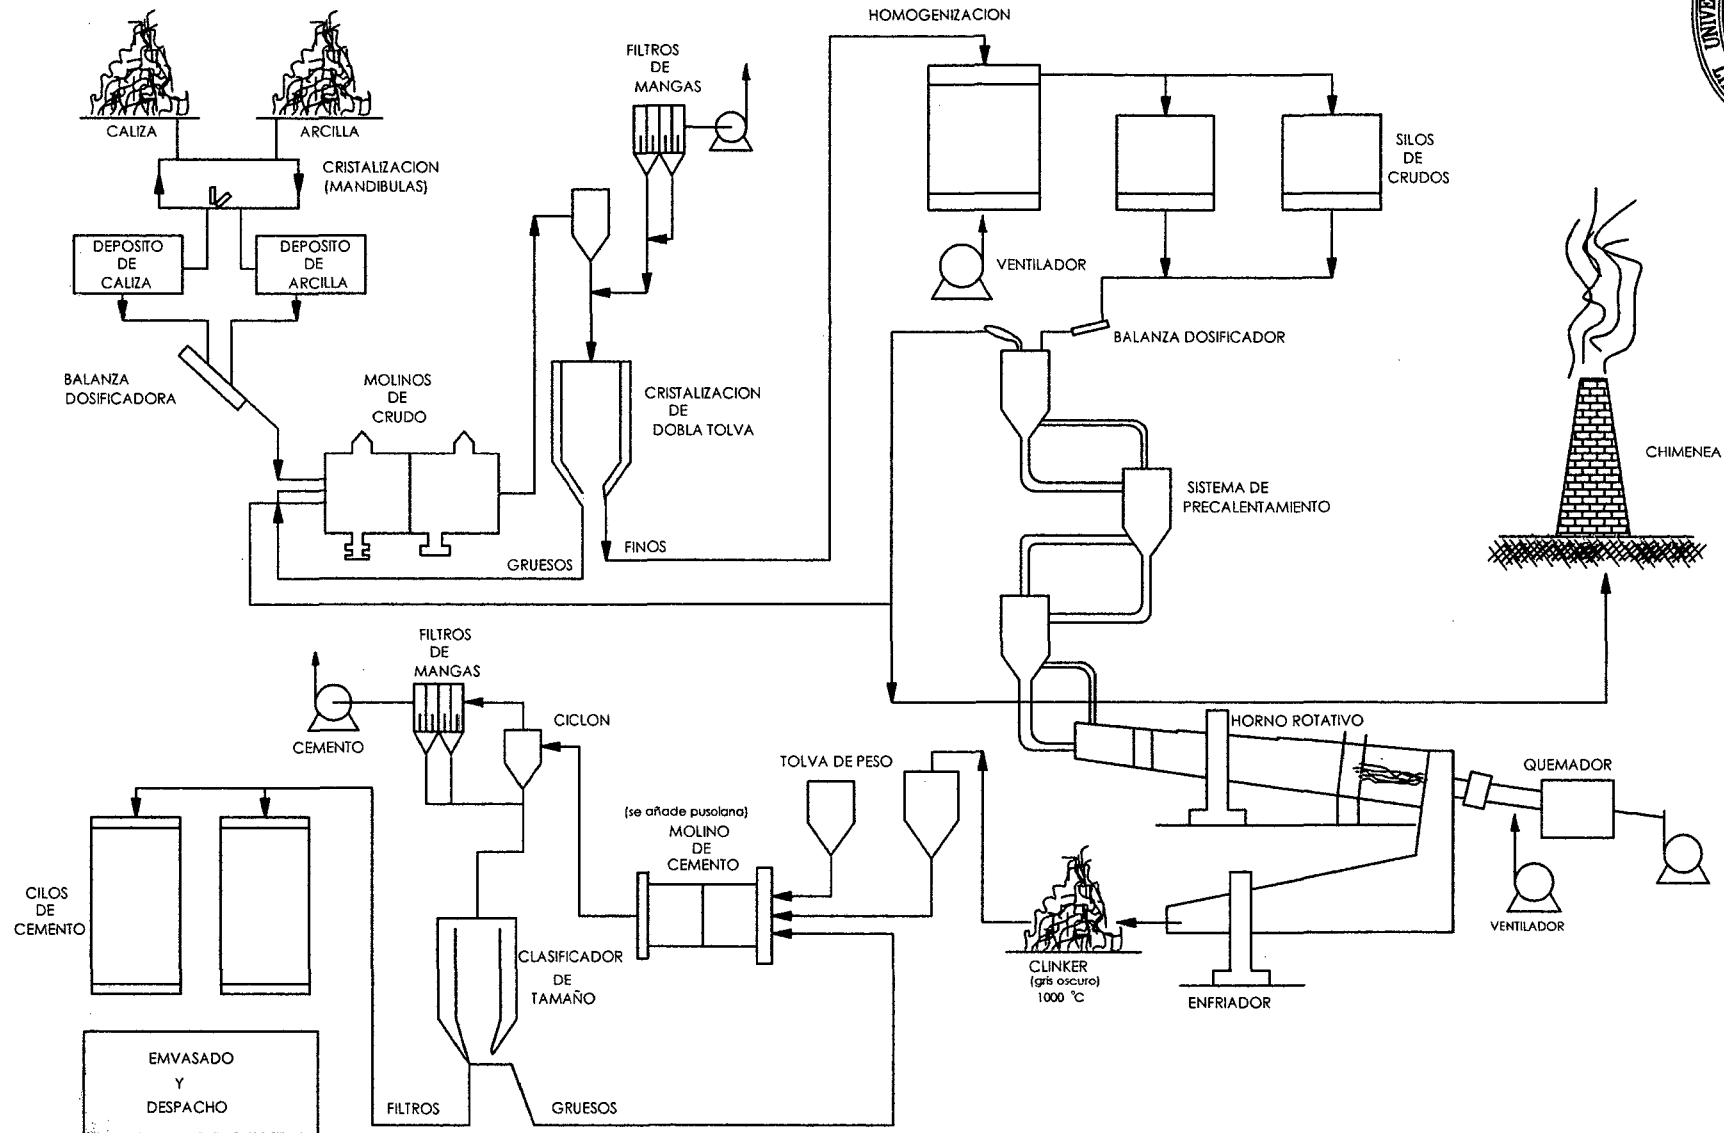 HOMOGENIZACION
UNIVE
FILTROS
DE
MANGAS
CALIZA
ARCILLA
CRISTALIZACION
(MANDIBULAS)
SILOS
DE
CRUDOS
DEPOSITO
DE
CALIZA
DEPOSITO
DE
ARCILLA
VENTILADOR
BALANZA DOSIFICADOR
BALANZA
DOSIFICADORA
MOLINOS
DE
CRUDO
CRISTALIZACION
DE
DOBLA TOLVA
CHIMENEA
SISTEMA DE
PRECALENTAMIENTO
GRUESOS
FINOS
FILTROS
DE
MANGAS
CICLON
CEMENTO
HORNO ROTATIVO
TOLVA DE PESO
QUEMADOR
(se añade pusolana)
MOLINO
DE
CEMENTO
CILOS
DE
CEMENTO
VENTILADOR
CLASIFICADOR
DE
TAMAÑO
CLINKER
(gris oscuro)
1000 °C
ENFRIADOR
EMVASADO
Y
DESPACHO
FILTROS
GRUESOS